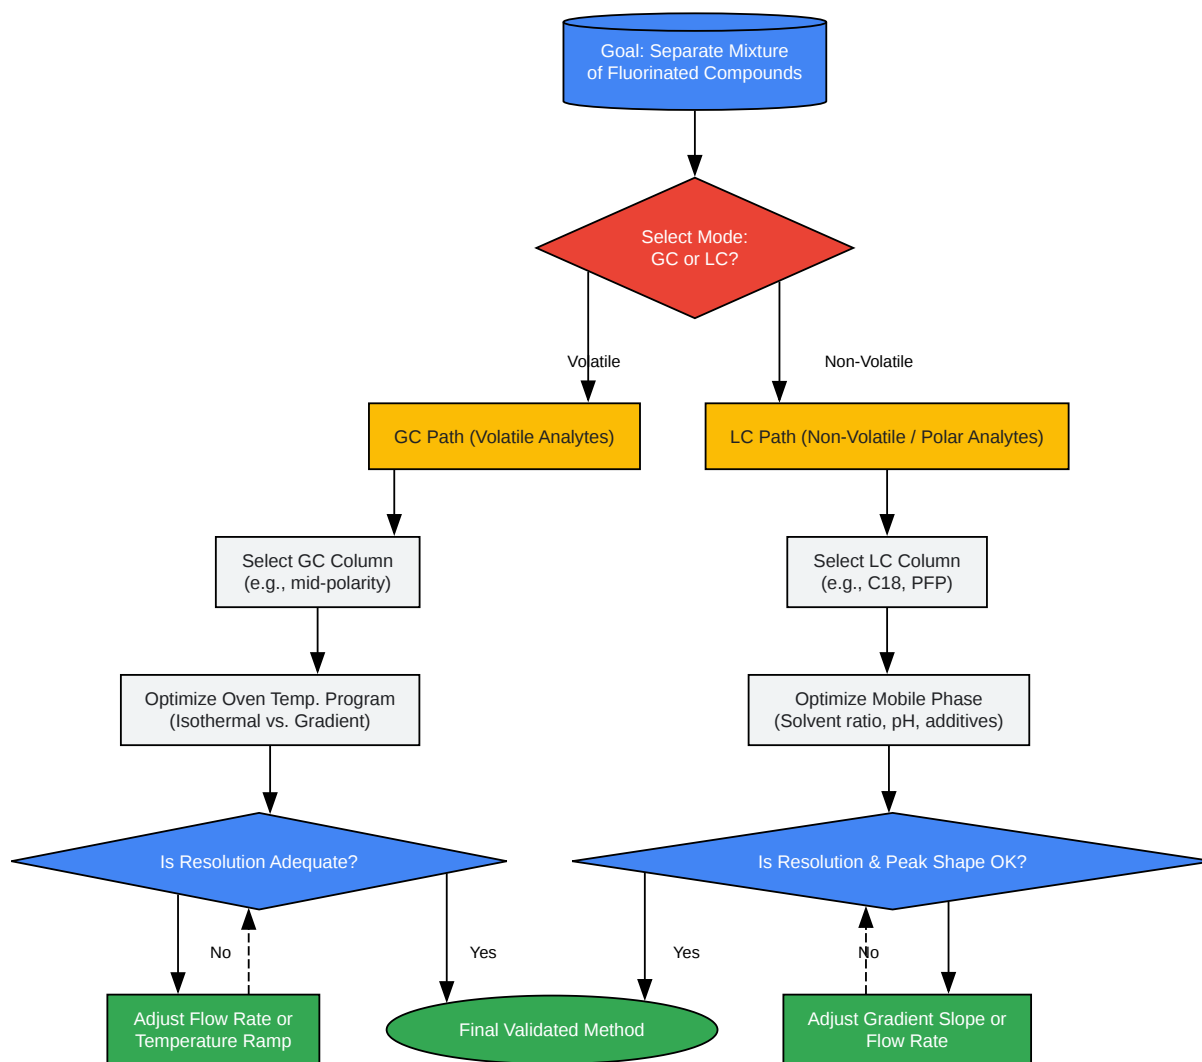 Goal: Separate Mixture
of Fluorinated Compounds
Select Mode:
GC or LC?
Volatile
Non-Volatile
GC Path (Volatile Analytes)
LC Path (Non-Volatile / Polar Analytes)
Select GC Column
(e.g., mid-polarity)
Select LC Column
(e.g., C18, PFP)
Optimize Oven Temp. Program
(Isothermal vs. Gradient)
Optimize Mobile Phase
(Solvent ratio, pH, additives)
Is Resolution Adequate?
Is Resolution & Peak Shape OK?
No
Yes
Yes
No
Adjust Flow Rate or
Temperature Ramp
Final Validated Method
Adjust Gradient Slope or
Flow Rate